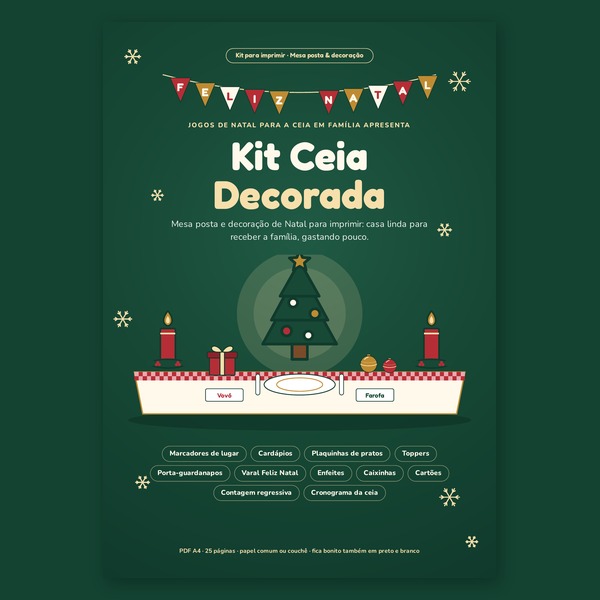 Kit para imprimir · Mesa posta & decoração
FELIZ NATAL
JOGOS DE NATAL PARA A CEIA EM FAMÍLIA APRESENTA
Kit Ceia
Decorada
Mesa posta e decoração de Natal para imprimir: casa linda para
receber a família, gastando pouco.
Vovó
Farofa
Marcadores de lugar
Cardápios
Plaquinhas de pratos
Toppers
Porta-guardanapos
Varal Feliz Natal
Enfeites
Caixinhas
Cartões
Contagem regressiva
Cronograma da ceia
PDF A4 · 25 páginas · papel comum ou couchê · fica bonito também em preto e branco